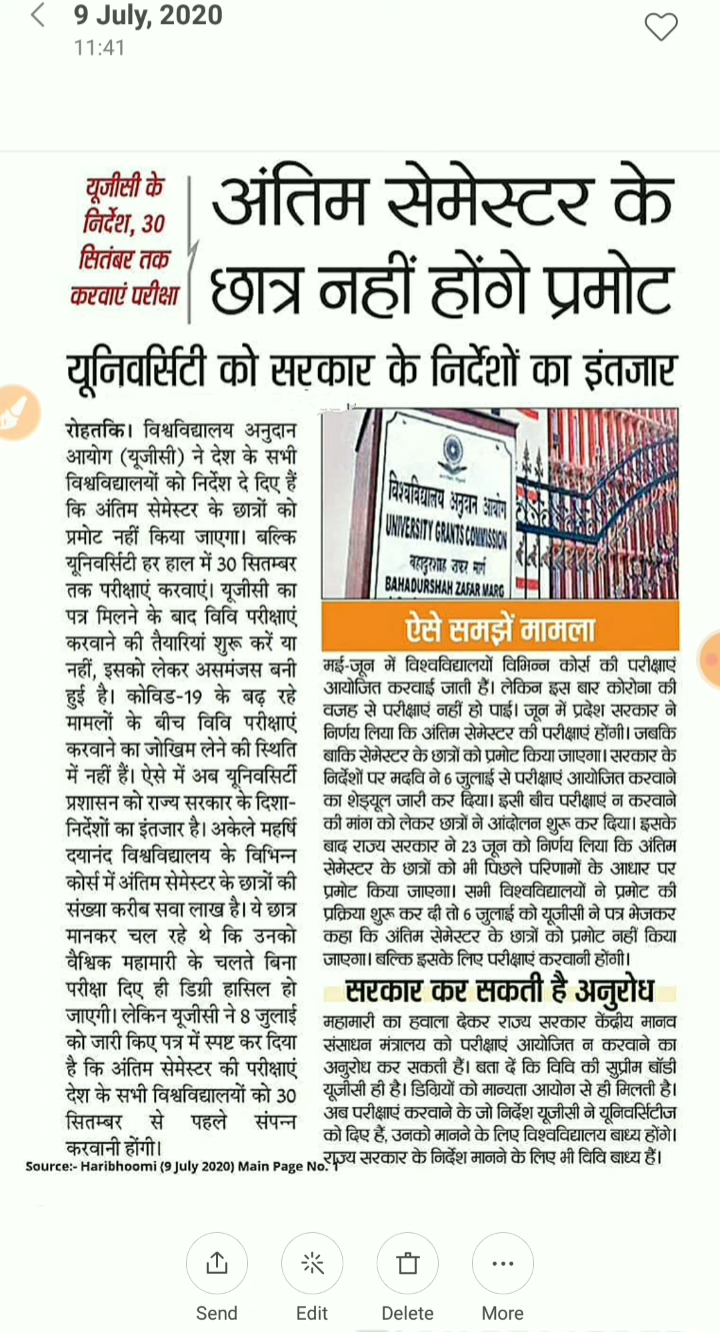 9 July, 2020
11:41
यूजीसी के
निर्देश, 30
सितंबर तक
करवाएं परीक्षा
अंतिम सेमेस्टर के
छात्र नहीं होंगे प्रमोट
यूनिवर्सिटी को सरकार के निर्देशों का इंतजार
रोहतकि। विश्वविद्यालय अनुदान
आयोग (यूजीसी) ने देश के सभी
विश्वविद्यालयों को निर्देश दे दिए हैं
कि अंतिम सेमेस्टर के छात्रों को
प्रमोट नहीं किया जाएगा। बल्कि
यूनिवर्सिटी हर हाल में 30 सितम्बर
तक परीक्षाएं करवाएं। यूजीसी का
पत्र मिलने के बाद विवि परीक्षाएं
करवाने की तैयारियां शुरू करें या
नहीं, इसको लेकर असमंजस बनी
हुई है। कोविड-19 के बढ़ रहे
मामलों के बीच विवि परीक्षाएं
करवाने का जोखिम लेने की स्थिति
में नहीं हैं। ऐसे में अब यूनिवर्सिटी
प्रशासन को राज्य सरकार के दिशा-
निर्देशों का इंतजार है। अकेले महर्षि
दयानंद विश्वविद्यालय के विभिन्न
कोर्स में अंतिम सेमेस्टर के छात्रों की
संख्या करीब सवा लाख है। ये छात्र
मानकर चल रहे थे कि उनको
वैश्विक महामारी के चलते बिना
परीक्षा दिए ही डिग्री हासिल हो
जाएगी। लेकिन यूजीसी ने 8 जुलाई
को जारी किए पत्र में स्पष्ट कर दिया
है कि अंतिम सेमेस्टर की परीक्षाएं
देश के सभी विश्वविद्यालयों को 30
सितम्बर से पहले संपन्न
करवानी होंगी।
विश्वविद्यालय अनुदान आयोग
UNIVERSITY GRANTS COMMISSION
बहादुरशाह जफर मार्ग
BAHADURSHAH ZAFAR MARG
ऐसे समझें मामला
मई-जून में विश्वविद्यालयों विभिन्न कोर्स की परीक्षाएं
आयोजित करवाई जाती हैं। लेकिन इस बार कोरोना की
वजह से परीक्षाएं नहीं हो पाई। जून में प्रदेश सरकार ने
निर्णय लिया कि अंतिम सेमेस्टर की परीक्षाएं होंगी। जबकि
बाकि सेमेस्टर के छात्रों को प्रमोट किया जाएगा। सरकार के
निर्देशों पर मदवि ने 6 जुलाई से परीक्षाएं आयोजित करवाने
का शेड्यूल जारी कर दिया। इसी बीच परीक्षाएं न करवाने
की मांग को लेकर छात्रों ने आंदोलन शुरू कर दिया। इसके
बाद राज्य सरकार ने 23 जून को निर्णय लिया कि अंतिम
सेमेस्टर के छात्रों को भी पिछले परिणामों के आधार पर
प्रमोट किया जाएगा। सभी विश्वविद्यालयों ने प्रमोट की
प्रक्रिया शुरू कर दी तो 6 जुलाई को यूजीसी ने पत्र भेजकर
कहा कि अंतिम सेमेस्टर के छात्रों को प्रमोट नहीं किया
जाएगा। बल्कि इसके लिए परीक्षाएं करवानी होंगी।
सरकार कर सकती है अनुरोध
महामारी का हवाला देकर राज्य सरकार केंद्रीय मानव
संसाधन मंत्रालय को परीक्षाएं आयोजित न करवाने का
अनुरोध कर सकती हैं। बता दें कि विवि की सुप्रीम बॉडी
यूजीसी ही है। डिग्रियों को मान्यता आयोग से ही मिलती है।
अब परीक्षाएं करवाने के जो निर्देश यूजीसी ने यूनिवर्सिटीज
को दिए हैं, उनको मानने के लिए विश्वविद्यालय बाध्य होंगे।
राज्य सरकार के निर्देश मानने के लिए भी विवि बाध्य हैं।
Source:- Haribhoomi (9 July 2020) Main Page No. 1
Send
Edit
Delete
More